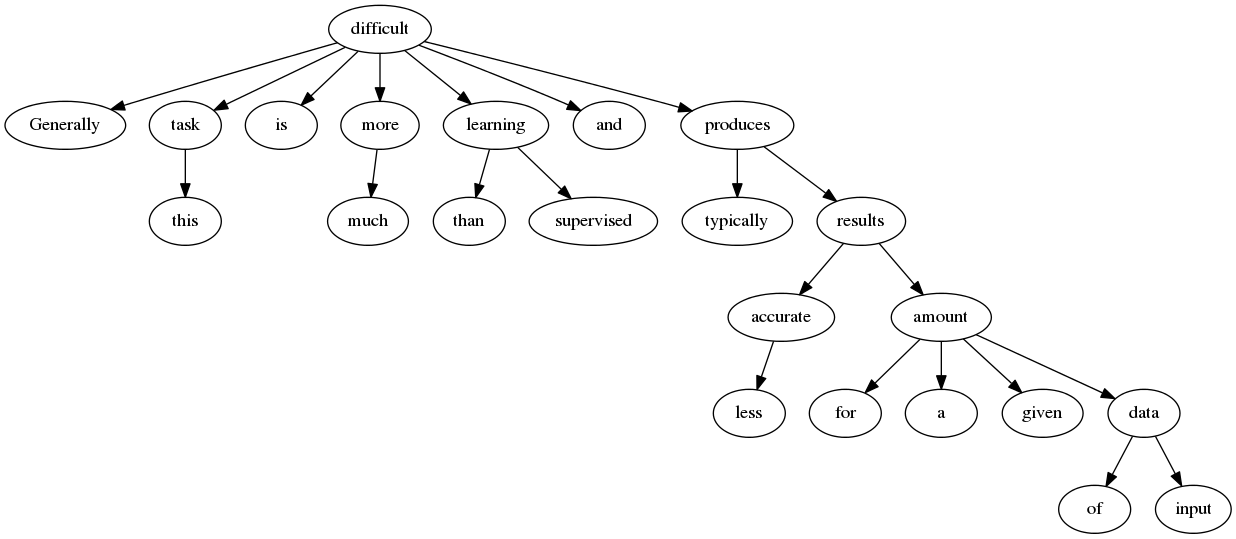 difficult
Generally task is more learning and produces
this much than supervised typically results
accurate amount
less for a given data
of input